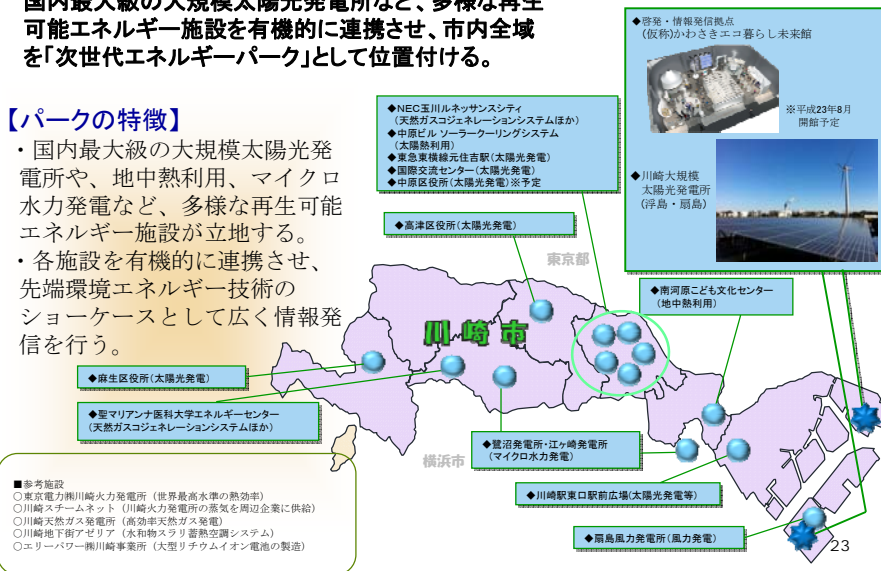 国内最大級の大規模太陽光発電所など、多様な再生
可能エネルギー施設を有機的に連携させ、市内全域
を「次世代エネルギーパーク」として位置付ける。
【パークの特徴】
・国内最大級の大規模太陽光発
電所や、地中熱利用、マイクロ
水力発電など、多様な再生可能
エネルギー施設が立地する。
・各施設を有機的に連携させ、
先端環境エネルギー技術の
ショーケースとして広く情報発
信を行う。
◆NEC玉川ルネッサンスシティ
(天然ガスコジェネレーションシステムほか)
◆中原ビル ソーラークーリングシステム
(太陽熱利用)
◆東急東横線元住吉駅(太陽光発電)
◆国際交流センター(太陽光発電)
◆中原区役所(太陽光発電)※予定
◆啓発・情報発信拠点
(仮称)かわさきエコ暮らし未来館
※平成23年8月
開館予定
◆川崎大規模
太陽光発電所
(浮島・扇島)
◆高津区役所(太陽光発電)
東京都
◆南河原こども文化センター
(地中熱利用)
川崎市
◆麻生区役所(太陽光発電)
◆聖マリアンナ医科大学エネルギーセンター
(天然ガスコジェネレーションシステムほか)
横浜市
◆鷺沼発電所・江ヶ崎発電所
(マイクロ水力発電)
◆川崎駅東口駅前広場(太陽光発電等)
◆扇島風力発電所(風力発電)
■参考施設
○東京電力㈱川崎火力発電所（世界最高水準の熱効率）
○川崎スチームネット（川崎火力発電所の蒸気を周辺企業に供給）
○川崎天然ガス発電所（高効率天然ガス発電）
○川崎地下街アゼリア（水和物スラリ蓄熱空調システム）
○エリーパワー㈱川崎事業所（大型リチウムイオン電池の製造）
23